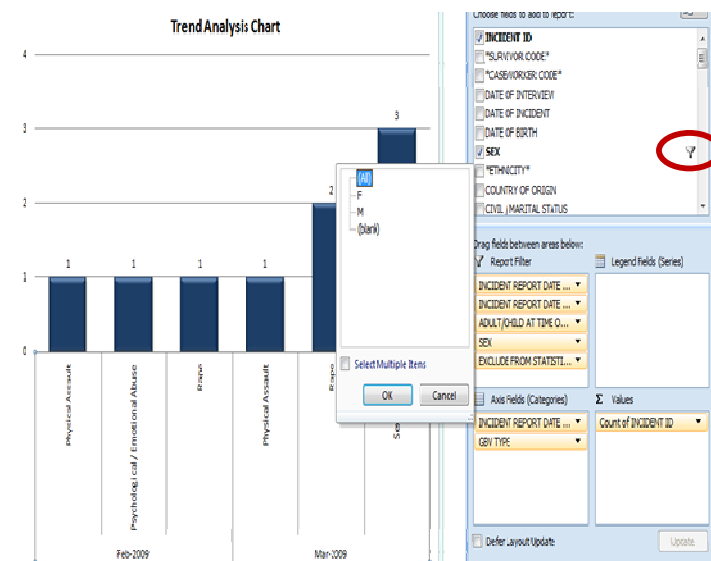 Trend Analysis Chart
4
3
2
1
0
1
1
1
1
2
3
Physical Assault
Psychological / Emotional Abuse
Rape
Physical Assault
Rape
Feb-2009
Mar-2009
(All)
F
M
(blank)
Select Multiple Items
OK
Cancel
Choose fields to add to report:
INCIDENT ID
*SURVIVOR CODE*
*CASEWORKER CODE*
DATE OF INTERVIEW
DATE OF INCIDENT
DATE OF BIRTH
SEX
*ETHNICITY*
COUNTRY OF ORIGIN
CIVIL / MARITAL STATUS
Drag fields between areas below:
Report Filter
INCIDENT REPORT DATE ...
INCIDENT REPORT DATE ...
ADULT/CHILD AT TIME O...
SEX
EXCLUDE FROM STATISTI...
Legend Fields (Series)
Axis Fields (Categories)
INCIDENT REPORT DATE ...
GBV TYPE
Σ Values
Count of INCIDENT ID
Defer Layout Update
Update